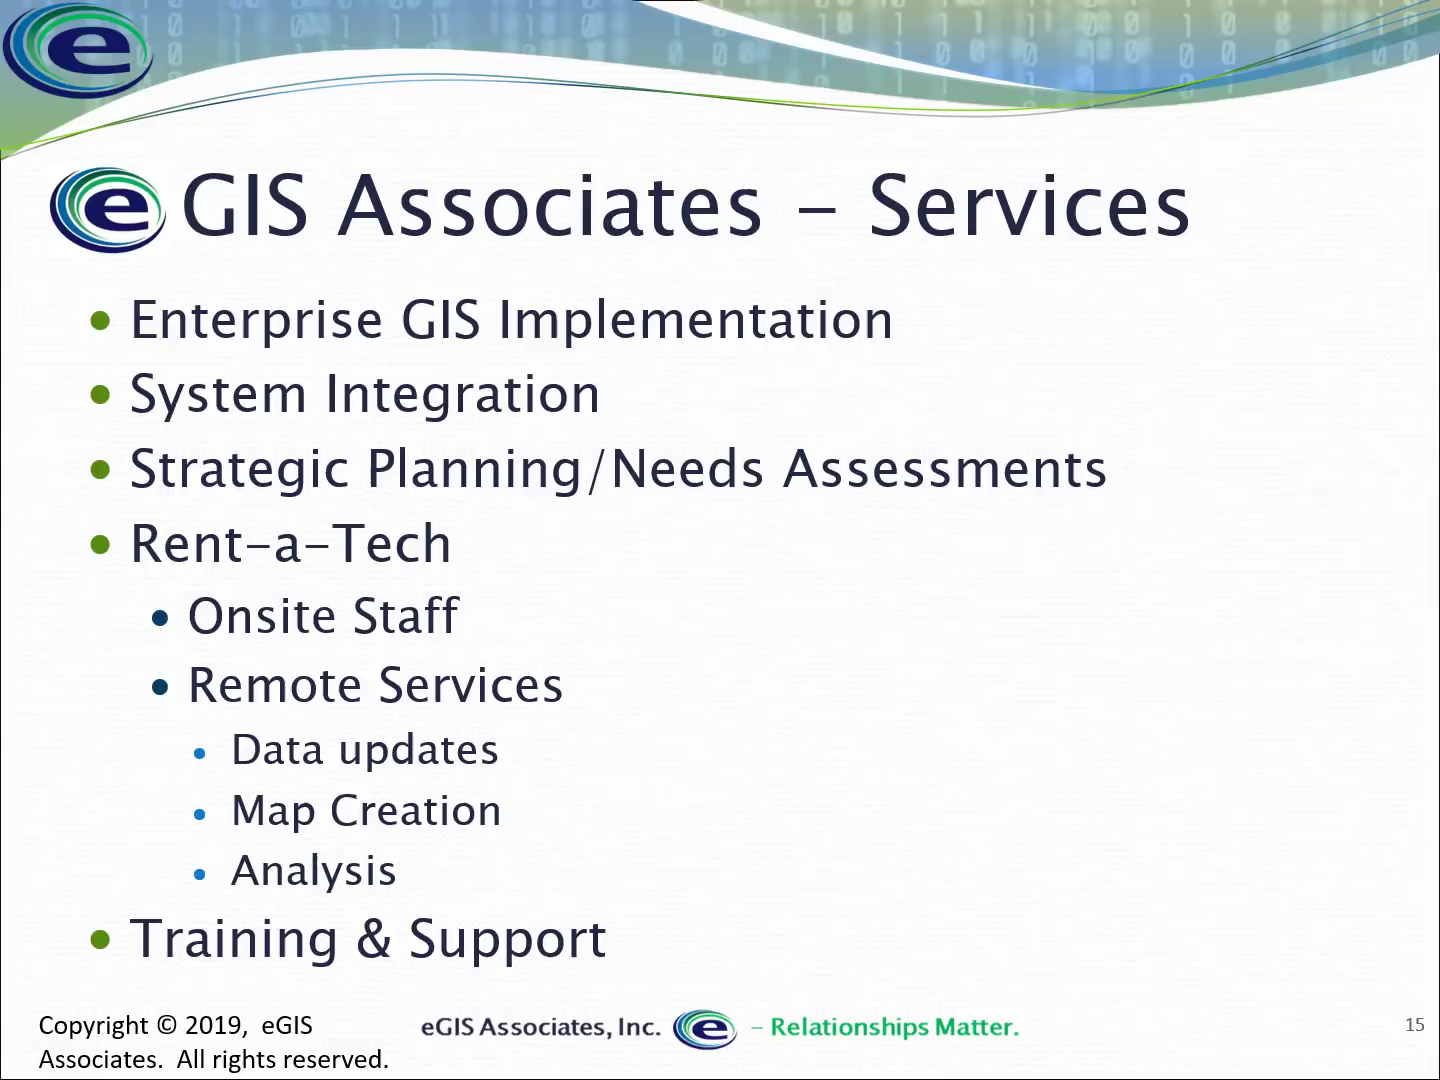 e
e GIS Associates - Services
• Enterprise GIS Implementation
• System Integration
• Strategic Planning/Needs Assessments
• Rent-a-Tech
• Onsite Staff
• Remote Services
• Data updates
• Map Creation
• Analysis
• Training & Support
Copyright © 2019, eGIS
Associates. All rights reserved.
eGIS Associates, Inc. e – Relationships Matter.
15